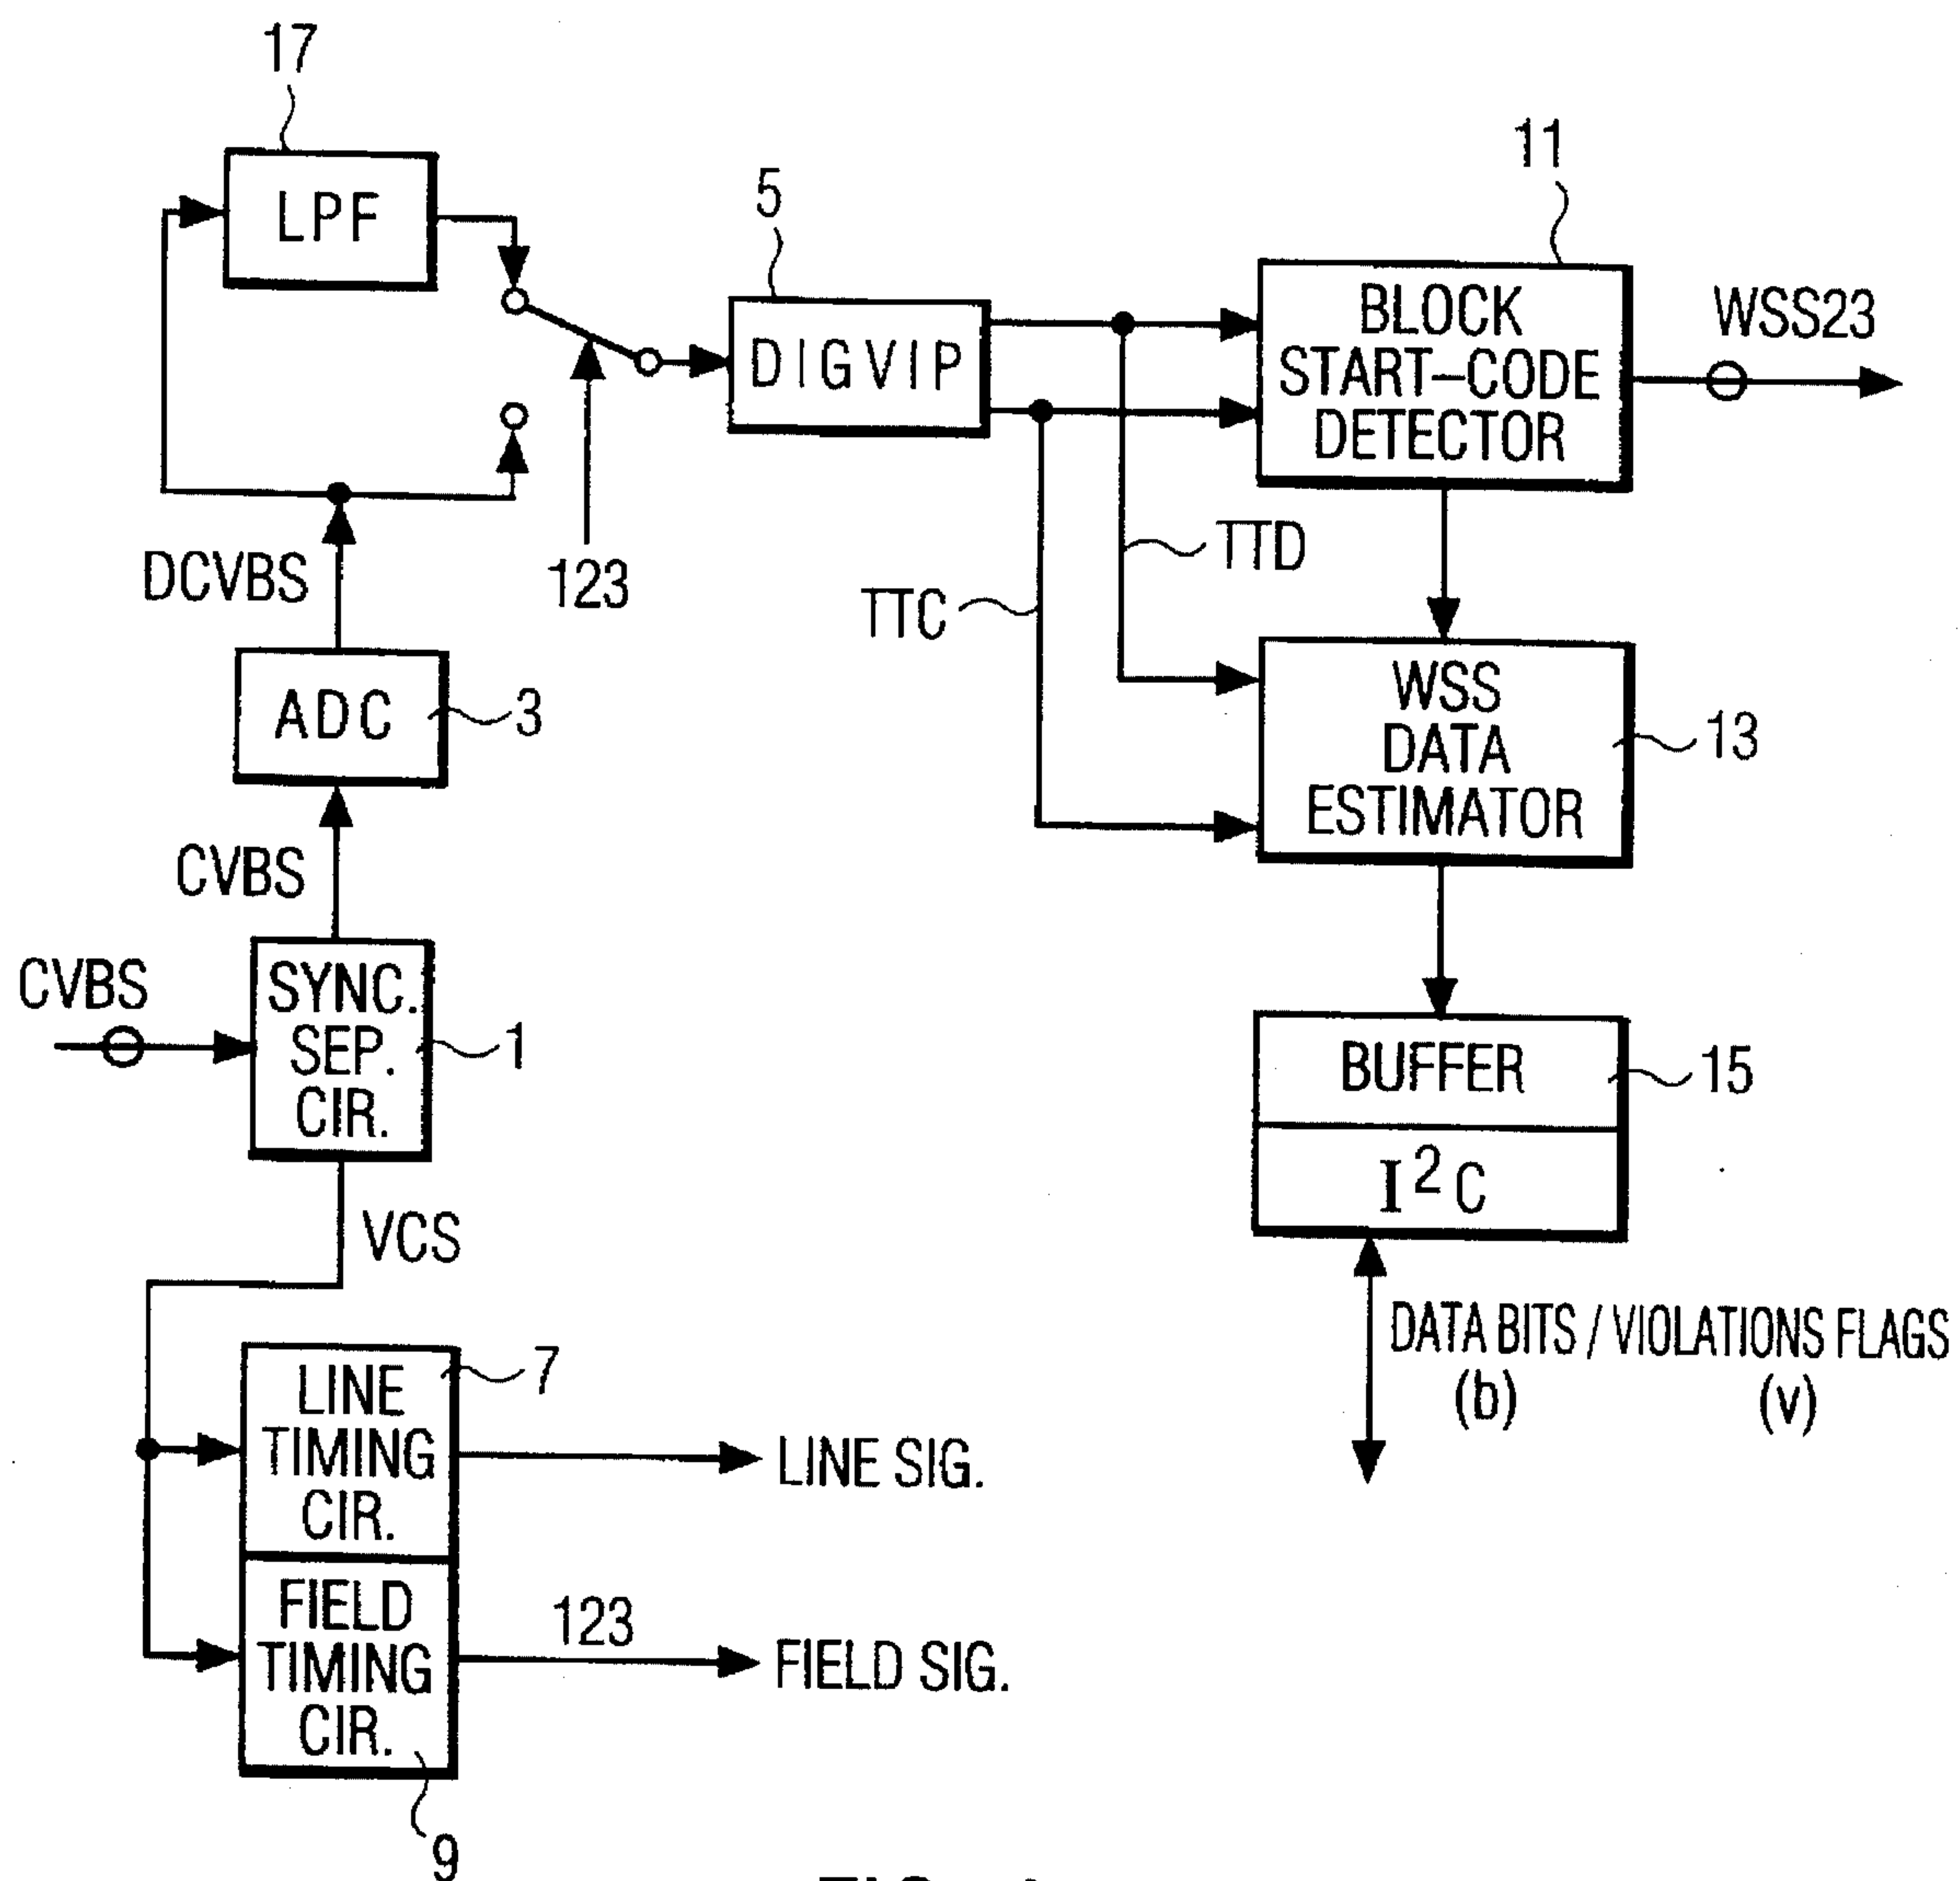 17
LPF
5
DIGVIP
11
BLOCK
START-CODE
DETECTOR
WSS23
DCVBS
123
TTC
TTD
ADC
3
WSS
DATA
ESTIMATOR
13
CVBS
CVBS
SYNC.
SEP.
CIR.
1
BUFFER
15
I²C
VCS
DATA BITS / VIOLATIONS FLAGS
(b) (v)
LINE
TIMING
CIR.
7
LINE SIG.
FIELD
TIMING
CIR.
123
FIELD SIG.
9